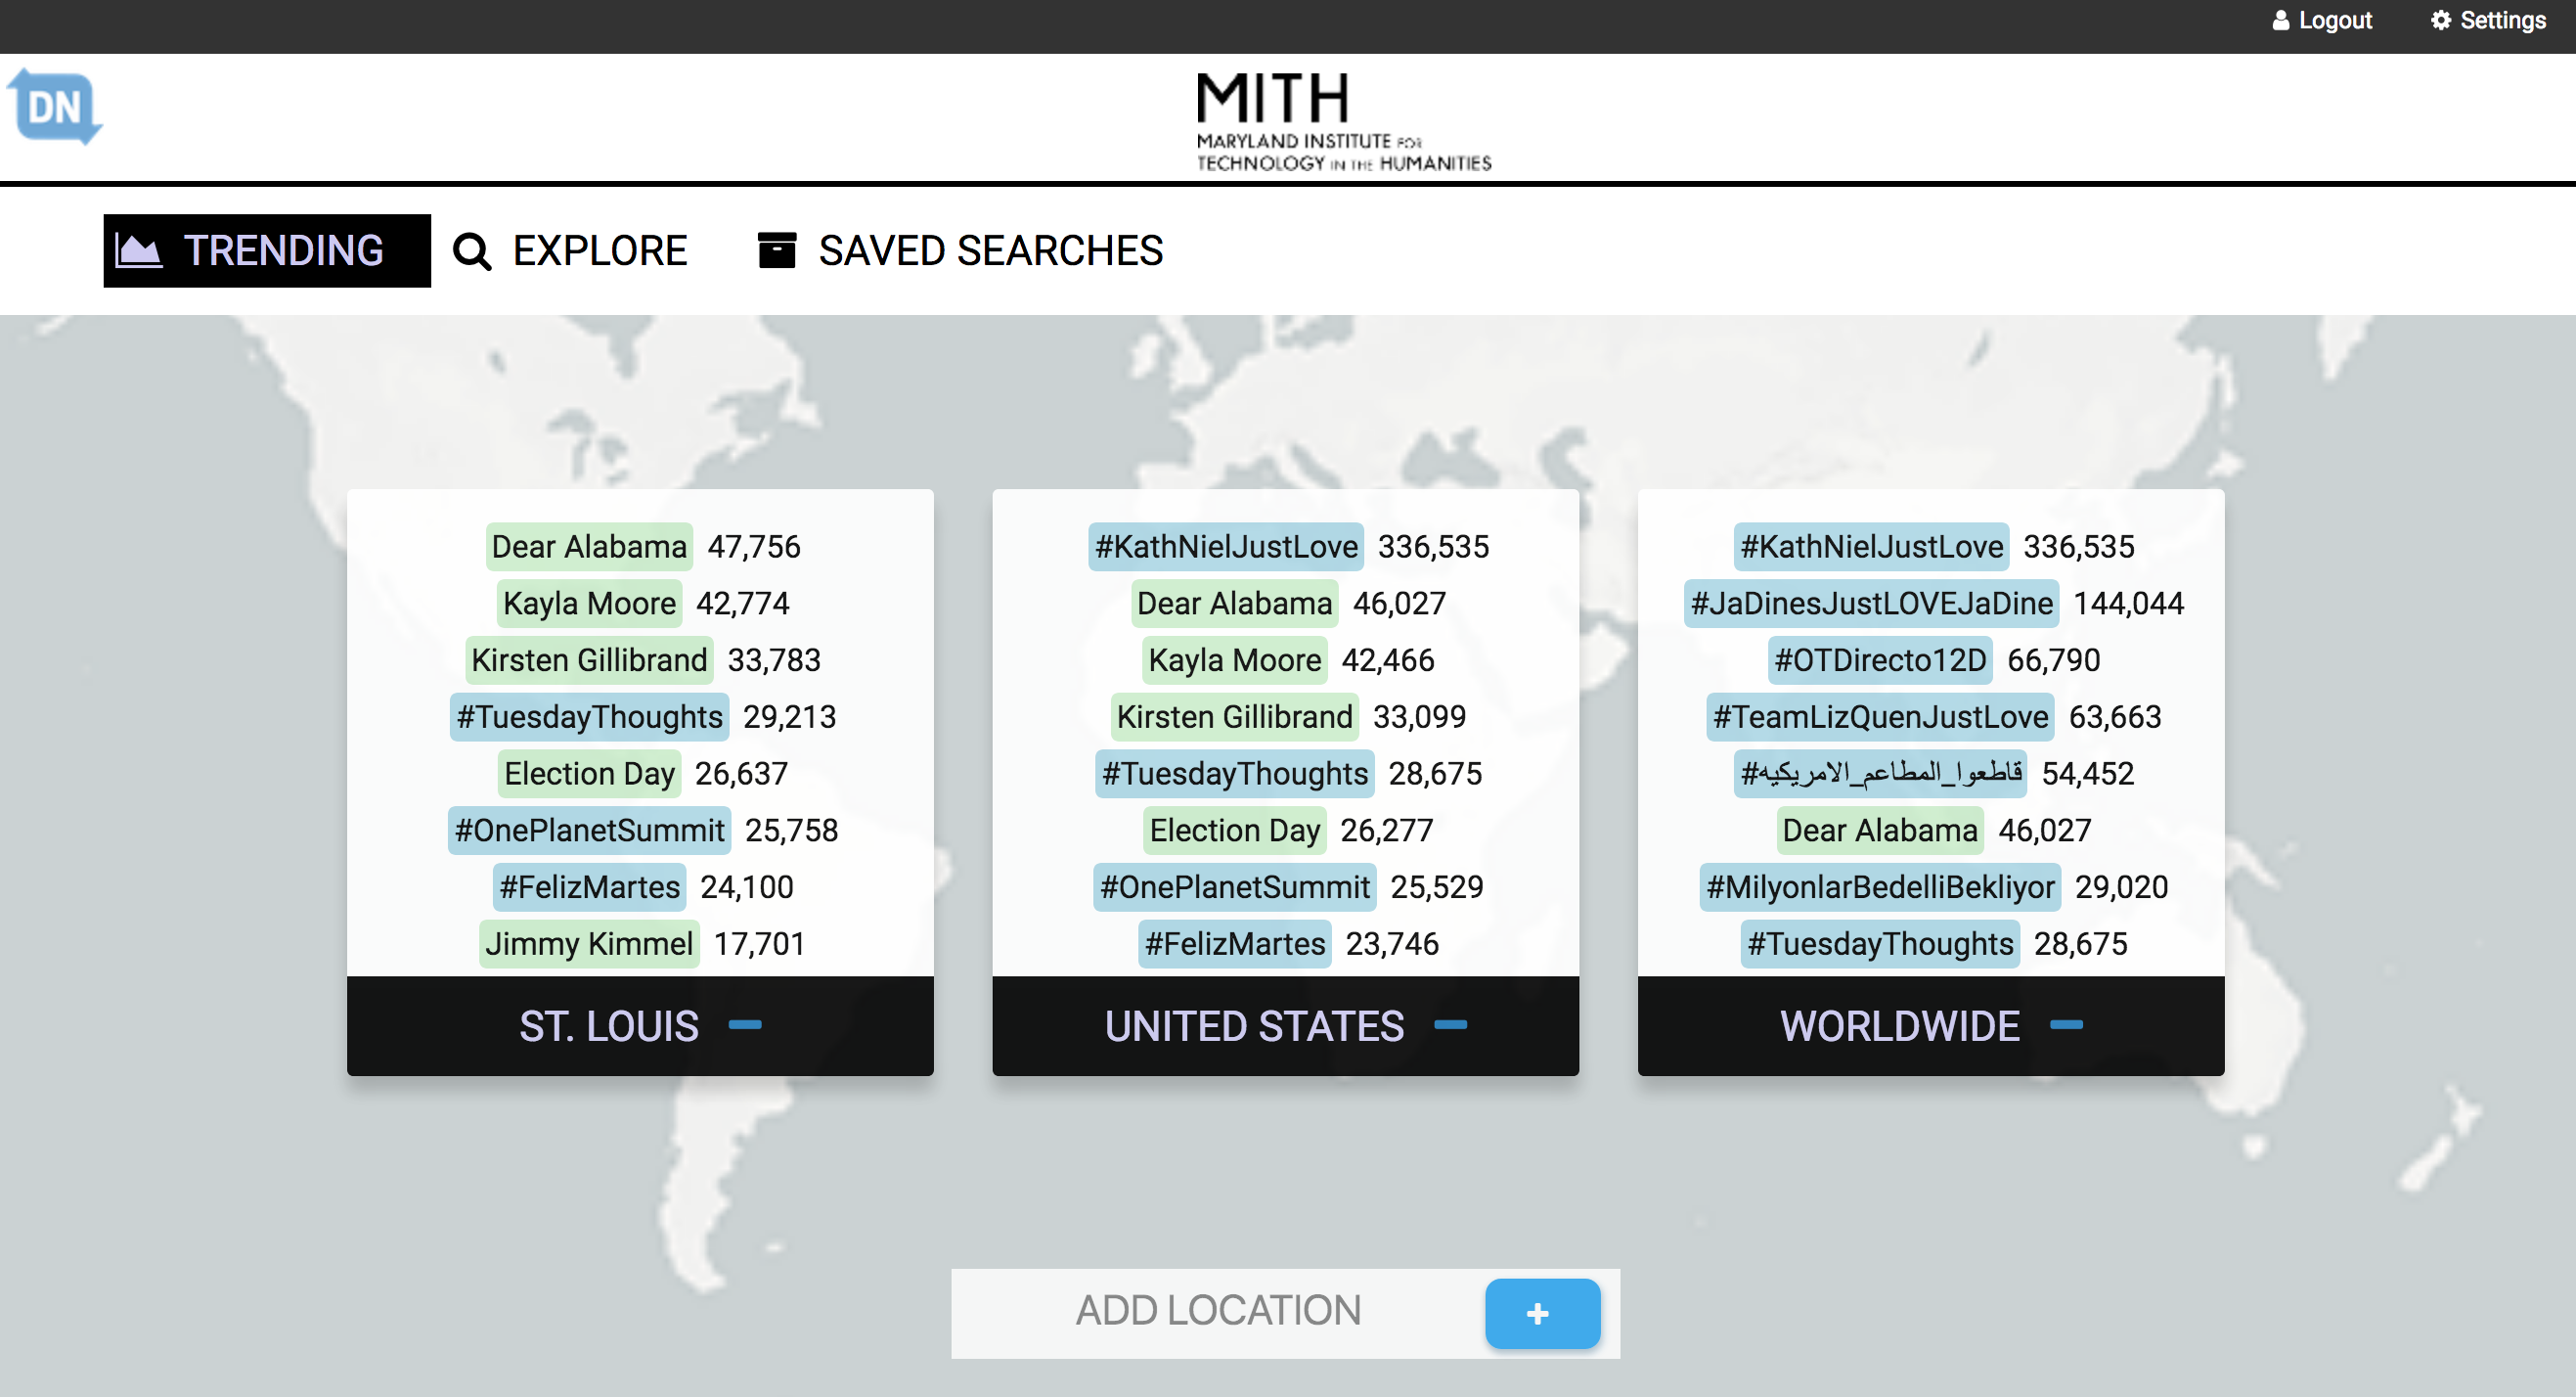 Logout Settings
DN
MITH
MARYLAND INSTITUTE FOR
TECHNOLOGY IN THE HUMANITIES
TRENDING EXPLORE SAVED SEARCHES
Dear Alabama 47,756
Kayla Moore 42,774
Kirsten Gillibrand 33,783
#TuesdayThoughts 29,213
Election Day 26,637
#OnePlanetSummit 25,758
#FelizMartes 24,100
Jimmy Kimmel 17,701
ST. LOUIS
#KathNielJustLove 336,535
Dear Alabama 46,027
Kayla Moore 42,466
Kirsten Gillibrand 33,099
#TuesdayThoughts 28,675
Election Day 26,277
#OnePlanetSummit 25,529
#FelizMartes 23,746
UNITED STATES
#KathNielJustLove 336,535
#JaDinesJustLOVEJaDine 144,044
#OTDirecto12D 66,790
#TeamLizQuenJustLove 63,663
#قاطعوا_المطاعم_الامريكيه 54,452
Dear Alabama 46,027
#MilyonlarBedelliBekliyor 29,020
#TuesdayThoughts 28,675
WORLDWIDE
ADD LOCATION +